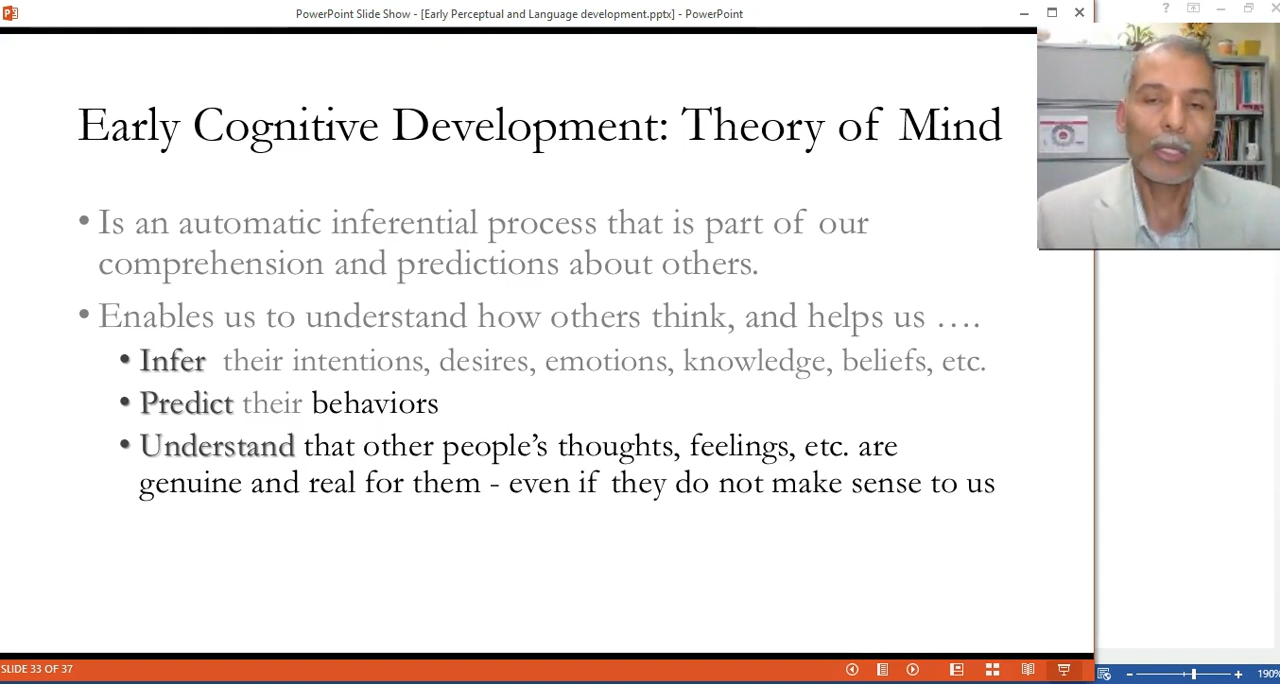 PowerPoint Slide Show - [Early Perceptual and Language development.pptx] - PowerPoint
Early Cognitive Development: Theory of Mind
• Is an automatic inferential process that is part of our
comprehension and predictions about others.
• Enables us to understand how others think, and helps us ….
• Infer their intentions, desires, emotions, knowledge, beliefs, etc.
• Predict their behaviors
• Understand that other people’s thoughts, feelings, etc. are
genuine and real for them - even if they do not make sense to us
SLIDE 33 OF 37
190%